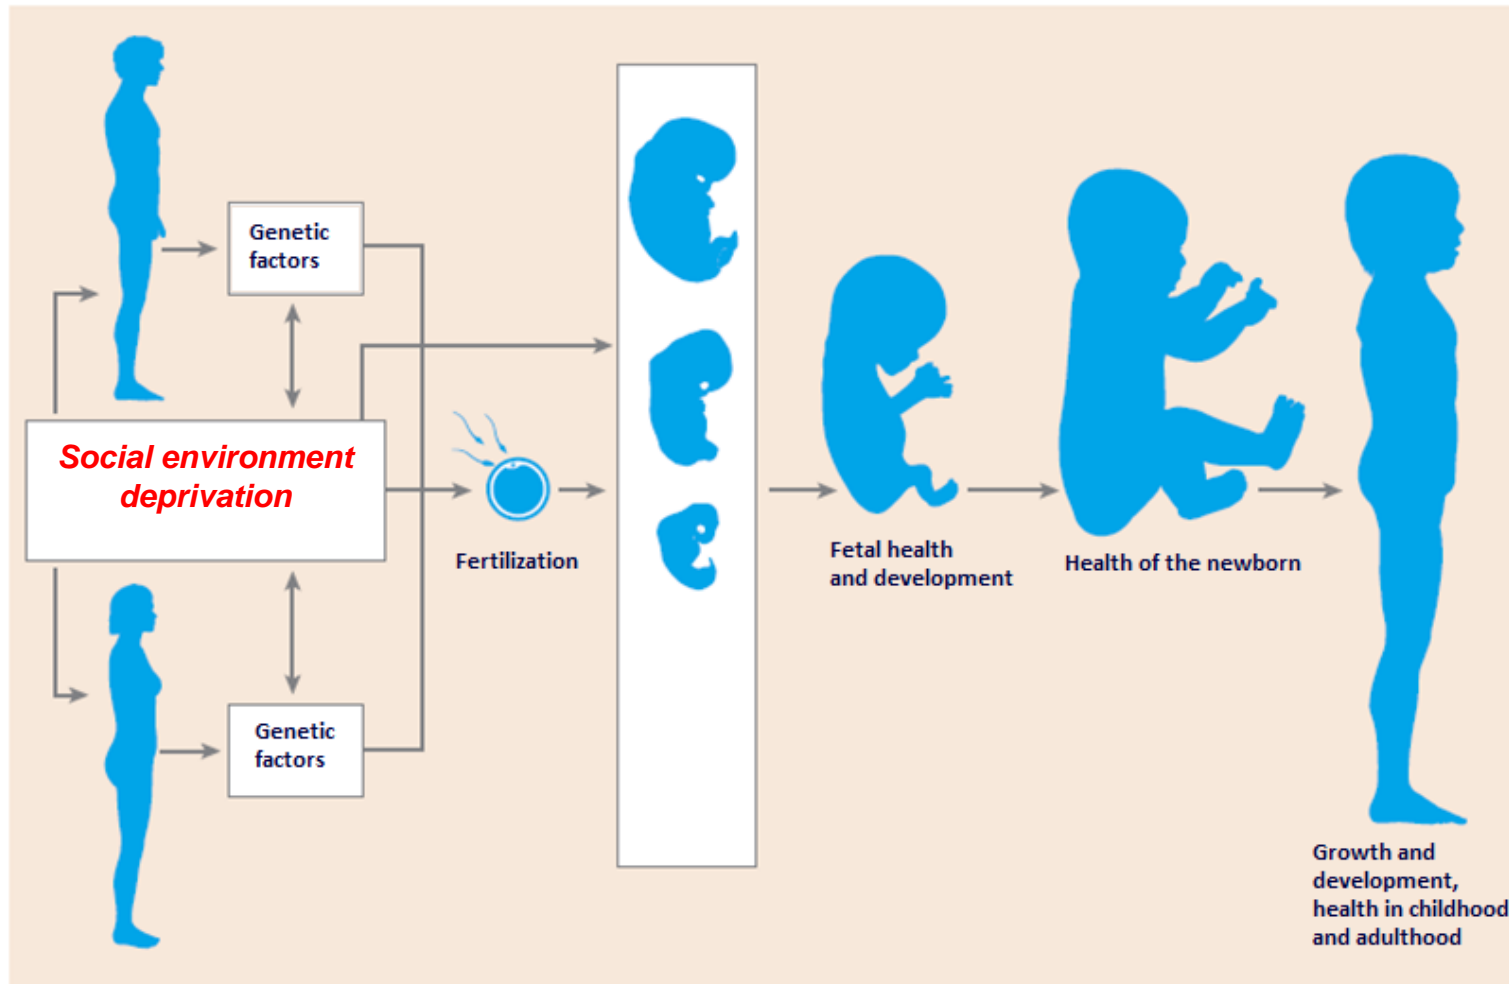 Genetic
factors
Social environment
deprivation
Fertilization
Genetic
factors
Fetal health
and development
Health of the newborn
Growth and
development,
health in childhood
and adulthood